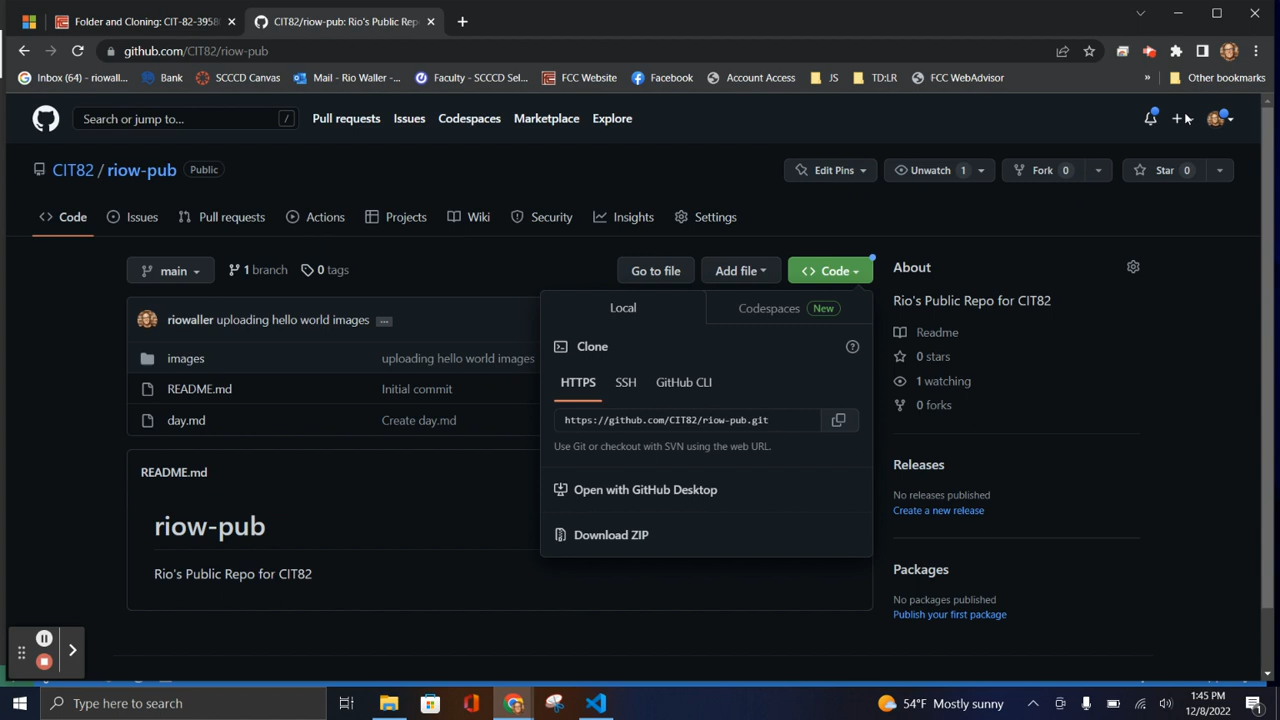 Folder and Cloning: CIT-82-3958
CIT82/riow-pub: Rio's Public Rep
github.com/CIT82/riow-pub
Inbox (64) - riowall...
Bank
SCCCD Canvas
Mail - Rio Waller -...
Faculty - SCCCD Sel...
FCC Website
Facebook
Account Access
JS
TD:LR
FCC WebAdvisor
»
Other bookmarks
Search or jump to...
/
Pull requests
Issues
Codespaces
Marketplace
Explore
CIT82 / riow-pub
Public
Edit Pins
Unwatch 1
Fork 0
Star 0
Code
Issues
Pull requests
Actions
Projects
Wiki
Security
Insights
Settings
main
1 branch
0 tags
Go to file
Add file
Code
About
Rio's Public Repo for CIT82
Readme
0 stars
1 watching
0 forks
riowaller uploading hello world images ...
images
uploading hello world images
README.md
Initial commit
day.md
Create day.md
Local
Codespaces New
Clone
HTTPS
SSH
GitHub CLI
https://github.com/CIT82/riow-pub.git
Use Git or checkout with SVN using the web URL.
Open with GitHub Desktop
Download ZIP
README.md
riow-pub
Rio's Public Repo for CIT82
Releases
No releases published
Create a new release
Packages
No packages published
Publish your first package
Type here to search
54°F Mostly sunny
1:45 PM
12/8/2022
1